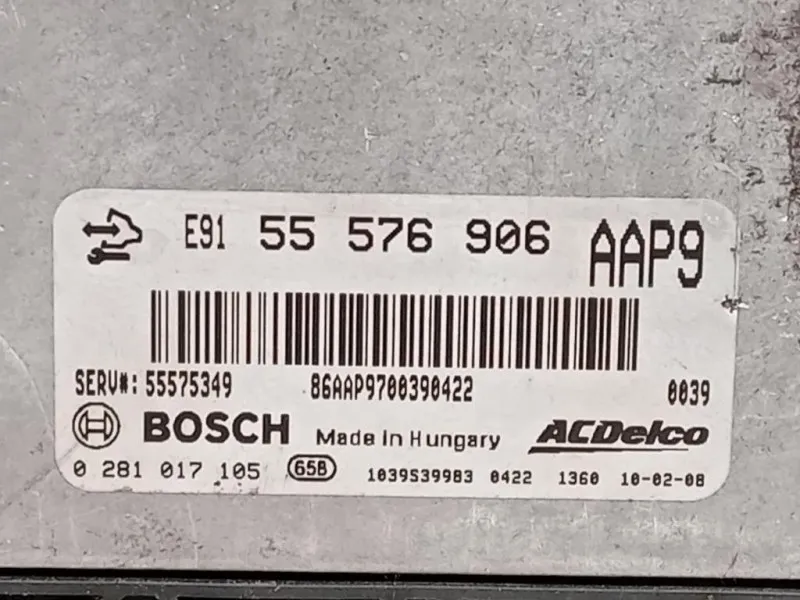 E91 55 576 906 AAP9
SERV#: 55575349 86AAP9700390422 0039
BOSCH Made in Hungary ACDelco
0 281 017 105 65B 1039S39983 0422 1360 10-02-08